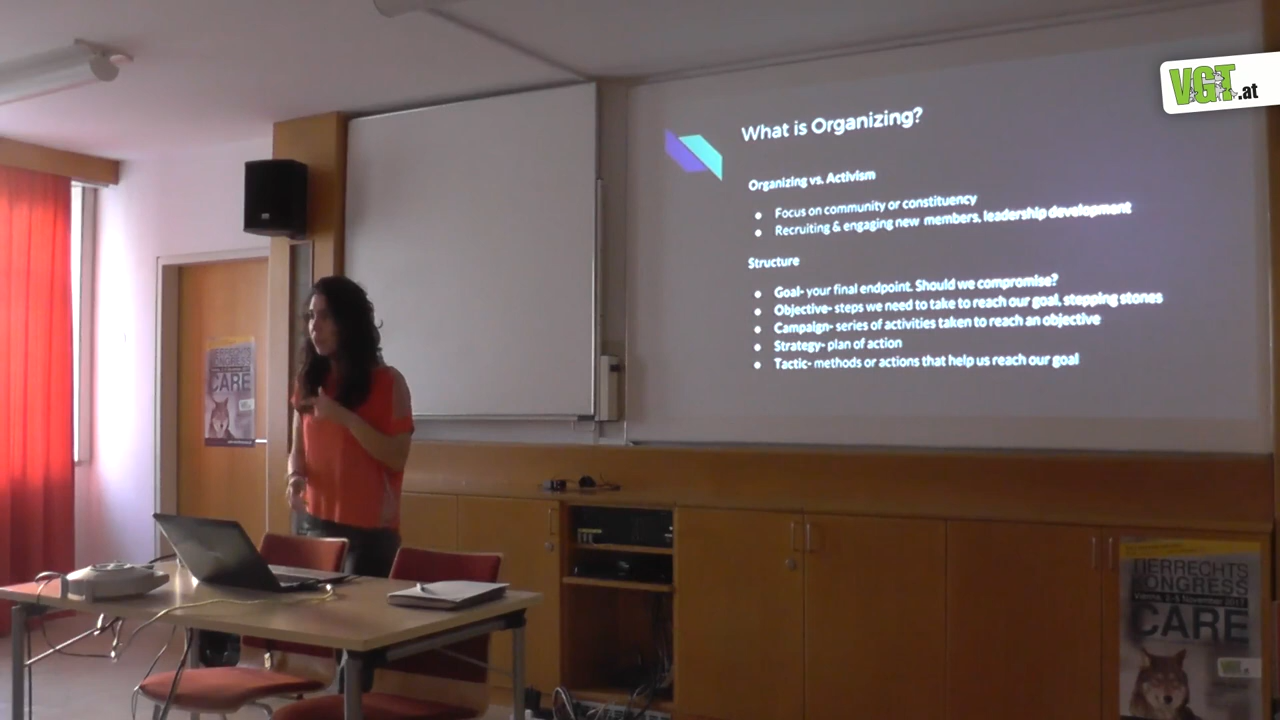 VGT.at
What is Organizing?
Organizing vs. Activism
• Focus on community or constituency
• Recruiting & engaging new members, leadership development
Structure
• Goal- your final endpoint. Should we compromise?
• Objective- steps we need to take to reach our goal, stepping stones
• Campaign- series of activities taken to reach an objective
• Strategy- plan of action
• Tactic- methods or actions that help us reach our goal
KONGRESS
CARE
TIERRECHTS
KONGRESS
CARE